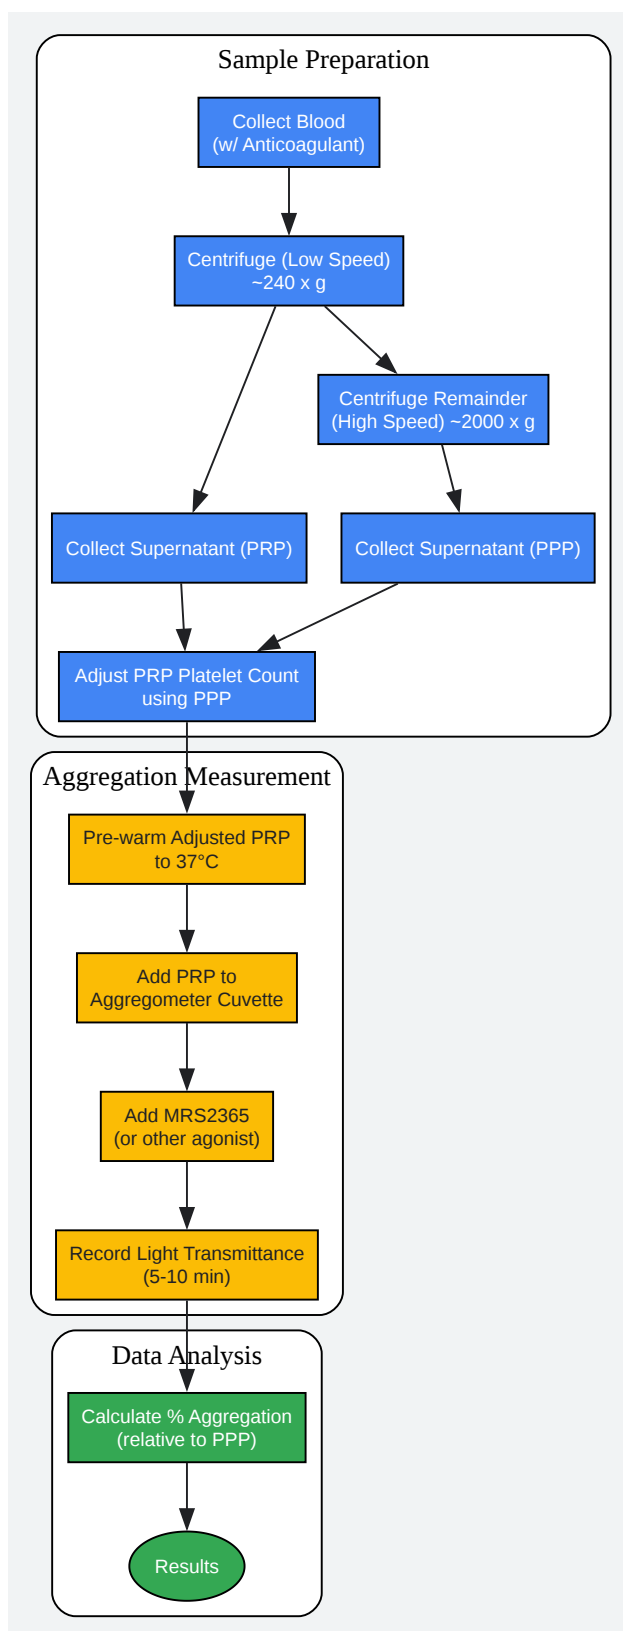 Sample Preparation
Collect Blood
(w/ Anticoagulant)
Centrifuge (Low Speed)
~240 x g
Centrifuge Remainder
(High Speed) ~2000 x g
Collect Supernatant (PRP)
Collect Supernatant (PPP)
Adjust PRP Platelet Count
using PPP
Aggregation Measurement
Pre-warm Adjusted PRP
to 37°C
Add PRP to
Aggregometer Cuvette
Add MRS2365
(or other agonist)
Record Light Transmittance
(5-10 min)
Data Analysis
Calculate % Aggregation
(relative to PPP)
Results